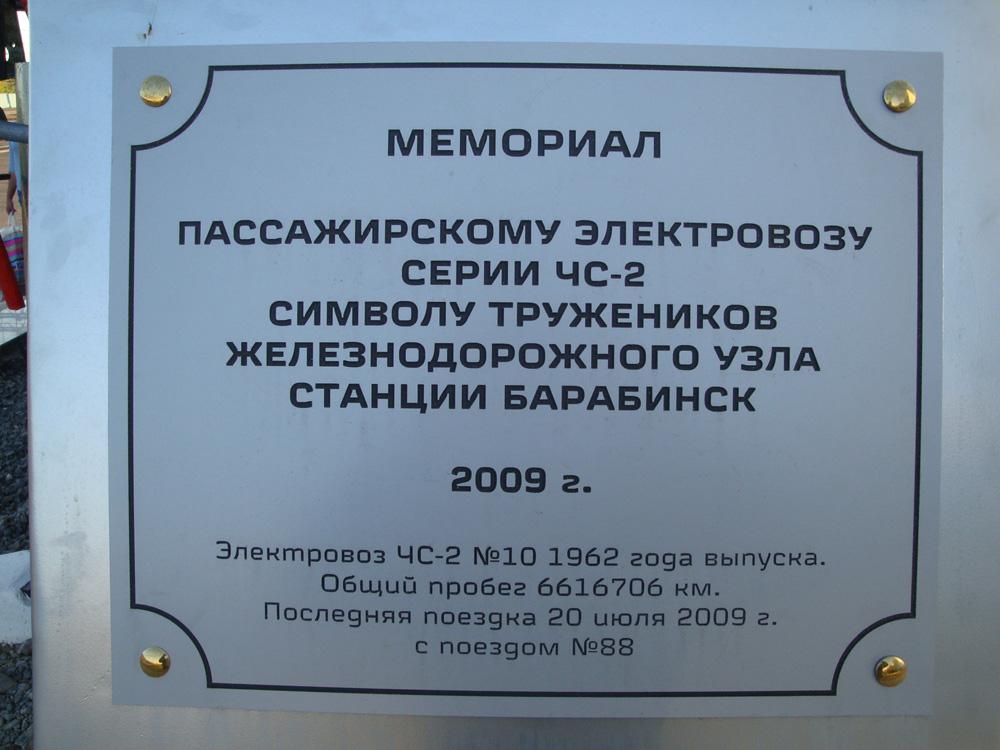 МЕМОРИАЛ
ПАССАЖИРСКОМУ ЭЛЕКТРОВОЗУ
СЕРИИ ЧС-2
СИМВОЛУ ТРУЖЕНИКОВ
ЖЕЛЕЗНОДОРОЖНОГО УЗЛА
СТАНЦИИ БАРАБИНСК
2009 г.
Электровоз ЧС-2 №10 1962 года выпуска.
Общий пробег 6616706 км.
Последняя поездка 20 июля 2009 г.
с поездом №88